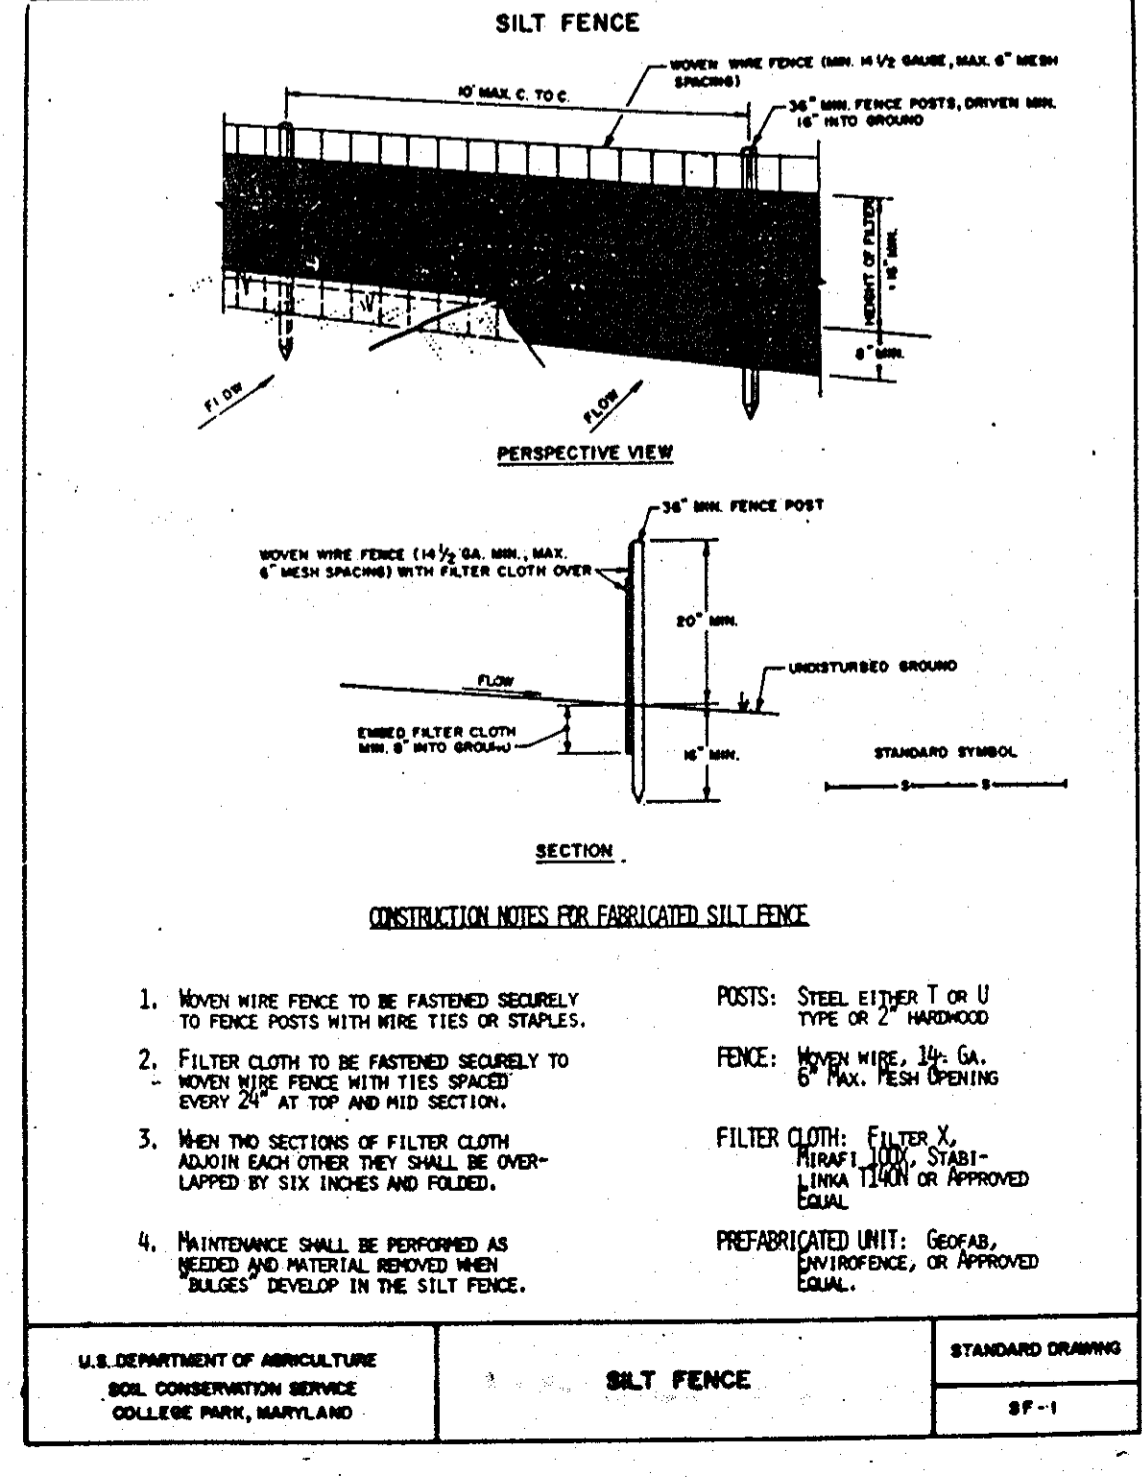 SILT FENCE
WOVEN WIRE FENCE (MIN. 14 1/2 GAUGE, MAX. 6" MESH
SPACING)
10' MAX. C. TO C.
36" MIN. FENCE POSTS, DRIVEN MIN.
16" INTO GROUND
HEIGHT OF FILTER
16" MIN.
8" MIN.
FLOW
FLOW
PERSPECTIVE VIEW
36" MIN. FENCE POST
WOVEN WIRE FENCE (14 1/2 GA. MIN., MAX.
6" MESH SPACING) WITH FILTER CLOTH OVER
20" MIN.
UNDISTURBED GROUND
FLOW
EMBED FILTER CLOTH
MIN. 8" INTO GROUND
16" MIN.
STANDARD SYMBOL
S S
SECTION
CONSTRUCTION NOTES FOR FABRICATED SILT FENCE
1. WOVEN WIRE FENCE TO BE FASTENED SECURELY
TO FENCE POSTS WITH WIRE TIES OR STAPLES.
2. FILTER CLOTH TO BE FASTENED SECURELY TO
WOVEN WIRE FENCE WITH TIES SPACED
EVERY 24" AT TOP AND MID SECTION.
3. WHEN TWO SECTIONS OF FILTER CLOTH
ADJOIN EACH OTHER THEY SHALL BE OVER-
LAPPED BY SIX INCHES AND FOLDED.
4. MAINTENANCE SHALL BE PERFORMED AS
NEEDED AND MATERIAL REMOVED WHEN
"BULGES" DEVELOP IN THE SILT FENCE.
POSTS: STEEL EITHER T OR U
TYPE OR 2" HARDWOOD
FENCE: WOVEN WIRE, GA.
6" MAX. MESH OPENING
FILTER CLOTH: FILTER X,
MIRAFI 100X, STABI-
LINKA T140N OR APPROVED
EQUAL
PREFABRICATED UNIT: GEOFAB,
ENVIROFENCE, OR APPROVED
EQUAL.
U.S. DEPARTMENT OF AGRICULTURE
SOIL CONSERVATION SERVICE
COLLEGE PARK, MARYLAND
SILT FENCE
STANDARD DRAWING
SF-1